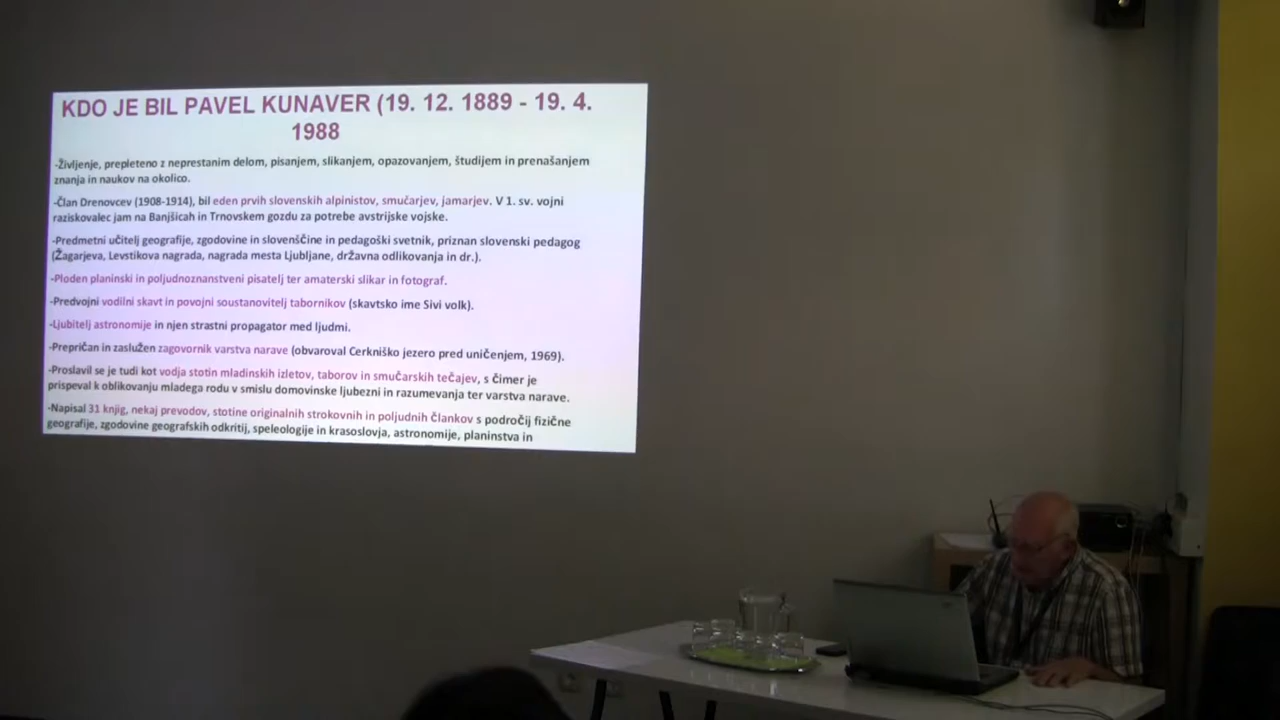 KDO JE BIL PAVEL KUNAVER (19. 12. 1889 - 19. 4.
1988
-Življenje, prepleteno z neprestanim delom, pisanjem, slikanjem, opazovanjem, študijem in prenašanjem
znanja in naukov na okolico.
-Član Drenovcev (1908-1914), bil eden prvih slovenskih alpinistov, smučarjev, jamarjev. V 1. sv. vojni
raziskovalec jam na Banjšicah in Trnovskem gozdu za potrebe avstrijske vojske.
-Predmetni učitelj geografije, zgodovine in slovenščine in pedagoški svetnik, priznan slovenski pedagog
(Žagarjeva, Levstikova nagrada, nagrada mesta Ljubljane, državna odlikovanja in dr.).
-Ploden planinski in poljudnoznanstveni pisatelj ter amaterski slikar in fotograf.
-Predvojni vodilni skavt in povojni soustanovitelj tabornikov (skavtsko ime Sivi volk).
-Ljubitelj astronomije in njen strastni propagator med ljudmi.
-Prepričan in zaslužen zagovornik varstva narave (obvaroval Cerkniško jezero pred uničenjem, 1969).
-Proslavil se je tudi kot vodja stotin mladinskih izletov, taborov in smučarskih tečajev, s čimer je
prispeval k oblikovanju mladega rodu v smislu domovinske ljubezni in razumevanja ter varstva narave.
-Napisal 31 knjig, nekaj prevodov, stotine originalnih strokovnih in poljudnih člankov s področij fizične
geografije, zgodovine geografskih odkritij, speleologije in krasoslovja, astronomije, planinstva in